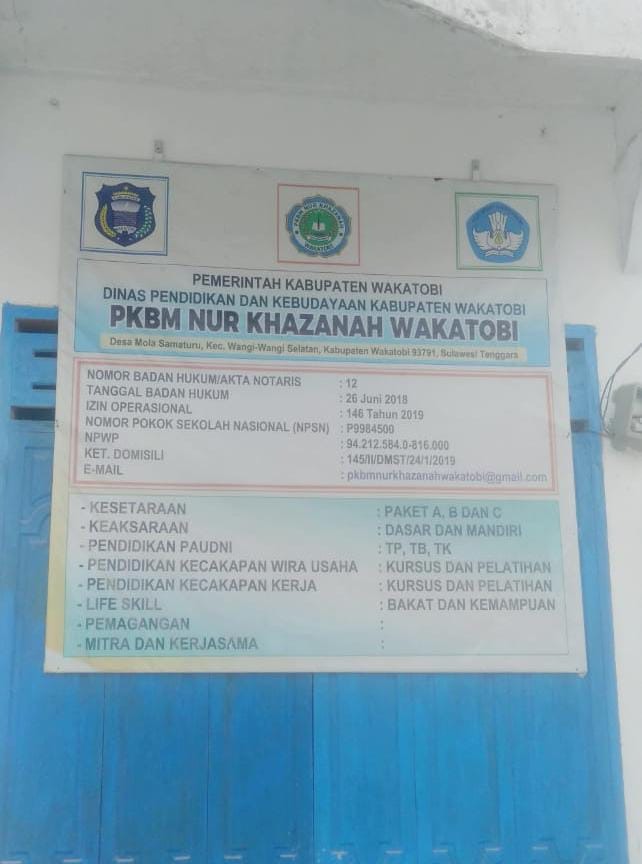 PKBM NUR KHAZANAH
WAKATOBI
PEMERINTAH KABUPATEN WAKATOBI
DINAS PENDIDIKAN DAN KEBUDAYAAN KABUPATEN WAKATOBI
PKBM NUR KHAZANAH WAKATOBI
Desa Mola Samaturu, Kec. Wangi-Wangi Selatan, Kabupaten Wakatobi 93791, Sulawesi Tenggara
NOMOR BADAN HUKUM/AKTA NOTARIS : 12
TANGGAL BADAN HUKUM : 26 Juni 2018
IZIN OPERASIONAL : 146 Tahun 2019
NOMOR POKOK SEKOLAH NASIONAL (NPSN) : P9984500
NPWP : 94.212.584.0-816.000
KET. DOMISILI : 145/II/DMST/24/1/2019
E-MAIL : pkbmnurkhazanahwakatobi@gmail.com
- KESETARAAN : PAKET A, B DAN C
- KEAKSARAAN : DASAR DAN MANDIRI
- PENDIDIKAN PAUDNI : TP, TB, TK
- PENDIDIKAN KECAKAPAN WIRA USAHA : KURSUS DAN PELATIHAN
- PENDIDIKAN KECAKAPAN KERJA : KURSUS DAN PELATIHAN
- LIFE SKILL : BAKAT DAN KEMAMPUAN
- PEMAGANGAN :
- MITRA DAN KERJASAMA :